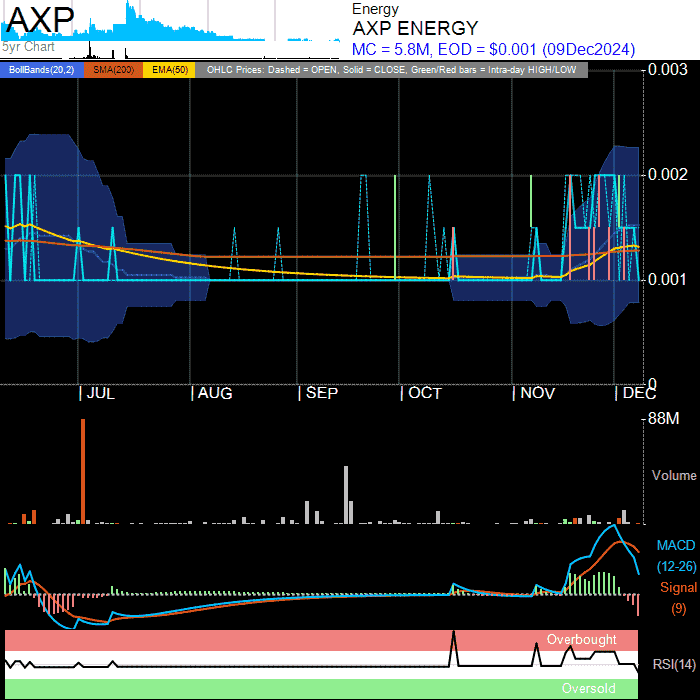 AXP
5yr Chart
Energy
AXP ENERGY
MC = 5.8M, EOD = $0.001 (09Dec2024)
BollBands(20,2) SMA(200) EMA(50) OHLC Prices: Dashed = OPEN, Solid = CLOSE, Green/Red bars = Intra-day HIGH/LOW
0.003
0.002
0.001
0
JUL AUG SEP OCT NOV DEC
88M
Volume
MACD
(12-26)
Signal
(9)
Overbought
RSI(14)
Oversold